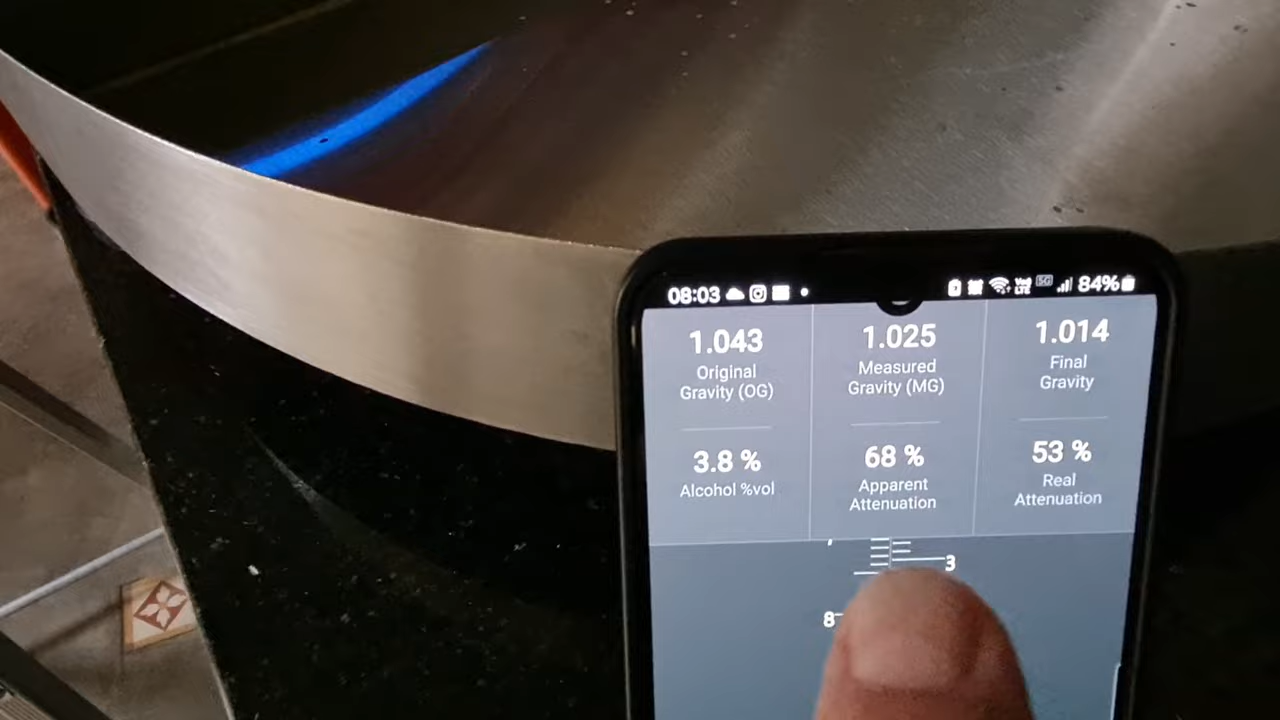 08:03 84%
1.043 1.025 1.014
Original Measured Final
Gravity (OG) Gravity (MG) Gravity
3.8 % 68 % 53 %
Alcohol %vol Apparent Real
Attenuation Attenuation
3
8